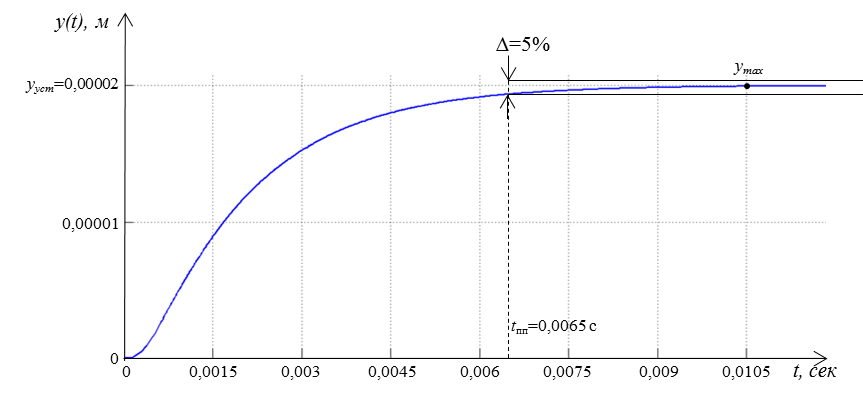 y(t), м
Δ=5%
ymax
yуст=0,00002
0,00001
tпп=0,0065 с
0
0 0,0015 0,003 0,0045 0,006 0,0075 0,009 0,0105 t, сек